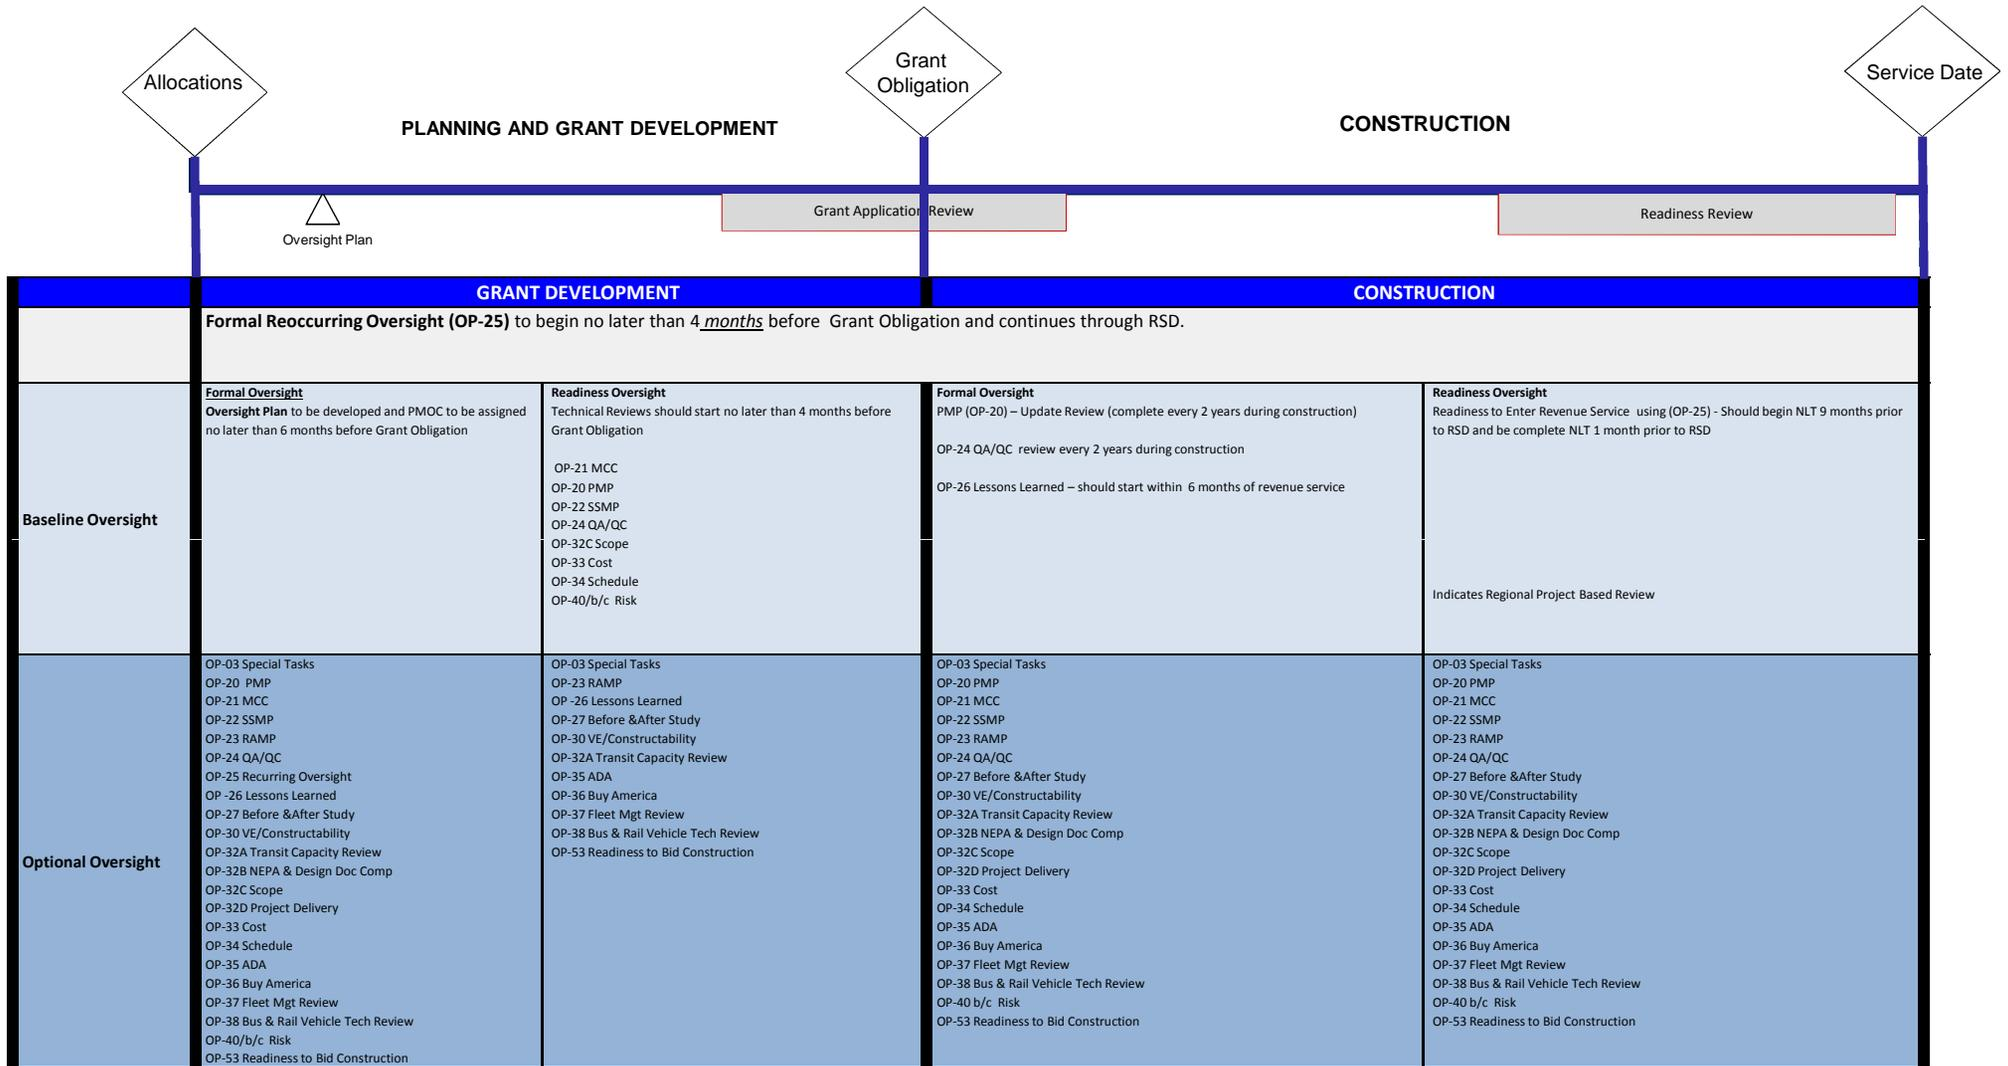 Allocations
Grant
Obligation
Service Date
PLANNING AND GRANT DEVELOPMENT
CONSTRUCTION
Grant Application Review
Readiness Review
Oversight Plan
GRANT DEVELOPMENT
CONSTRUCTION
Formal Reoccurring Oversight (OP-25) to begin no later than 4 months before Grant Obligation and continues through RSD.
Baseline Oversight
Formal Oversight
Oversight Plan to be developed and PMOC to be assigned
no later than 6 months before Grant Obligation
Readiness Oversight
Technical Reviews should start no later than 4 months before
Grant Obligation
OP-21 MCC
OP-20 PMP
OP-22 SSMP
OP-24 QA/QC
OP-32C Scope
OP-33 Cost
OP-34 Schedule
OP-40/b/c Risk
Formal Oversight
PMP (OP-20) – Update Review (complete every 2 years during construction)
OP-24 QA/QC review every 2 years during construction
OP-26 Lessons Learned – should start within 6 months of revenue service
Readiness Oversight
Readiness to Enter Revenue Service using (OP-25) - Should begin NLT 9 months prior
to RSD and be complete NLT 1 month prior to RSD
Indicates Regional Project Based Review
Optional Oversight
OP-03 Special Tasks
OP-20 PMP
OP-21 MCC
OP-22 SSMP
OP-23 RAMP
OP-24 QA/QC
OP-25 Recurring Oversight
OP -26 Lessons Learned
OP-27 Before &After Study
OP-30 VE/Constructability
OP-32A Transit Capacity Review
OP-32B NEPA & Design Doc Comp
OP-32C Scope
OP-32D Project Delivery
OP-33 Cost
OP-34 Schedule
OP-35 ADA
OP-36 Buy America
OP-37 Fleet Mgt Review
OP-38 Bus & Rail Vehicle Tech Review
OP-40/b/c Risk
OP-53 Readiness to Bid Construction
OP-03 Special Tasks
OP-23 RAMP
OP -26 Lessons Learned
OP-27 Before &After Study
OP-30 VE/Constructability
OP-32A Transit Capacity Review
OP-35 ADA
OP-36 Buy America
OP-37 Fleet Mgt Review
OP-38 Bus & Rail Vehicle Tech Review
OP-53 Readiness to Bid Construction
OP-03 Special Tasks
OP-20 PMP
OP-21 MCC
OP-22 SSMP
OP-23 RAMP
OP-24 QA/QC
OP-27 Before &After Study
OP-30 VE/Constructability
OP-32A Transit Capacity Review
OP-32B NEPA & Design Doc Comp
OP-32C Scope
OP-32D Project Delivery
OP-33 Cost
OP-34 Schedule
OP-35 ADA
OP-36 Buy America
OP-37 Fleet Mgt Review
OP-38 Bus & Rail Vehicle Tech Review
OP-40 b/c Risk
OP-53 Readiness to Bid Construction
OP-03 Special Tasks
OP-20 PMP
OP-21 MCC
OP-22 SSMP
OP-23 RAMP
OP-24 QA/QC
OP-27 Before &After Study
OP-30 VE/Constructability
OP-32A Transit Capacity Review
OP-32B NEPA & Design Doc Comp
OP-32C Scope
OP-32D Project Delivery
OP-33 Cost
OP-34 Schedule
OP-35 ADA
OP-36 Buy America
OP-37 Fleet Mgt Review
OP-38 Bus & Rail Vehicle Tech Review
OP-40 b/c Risk
OP-53 Readiness to Bid Construction